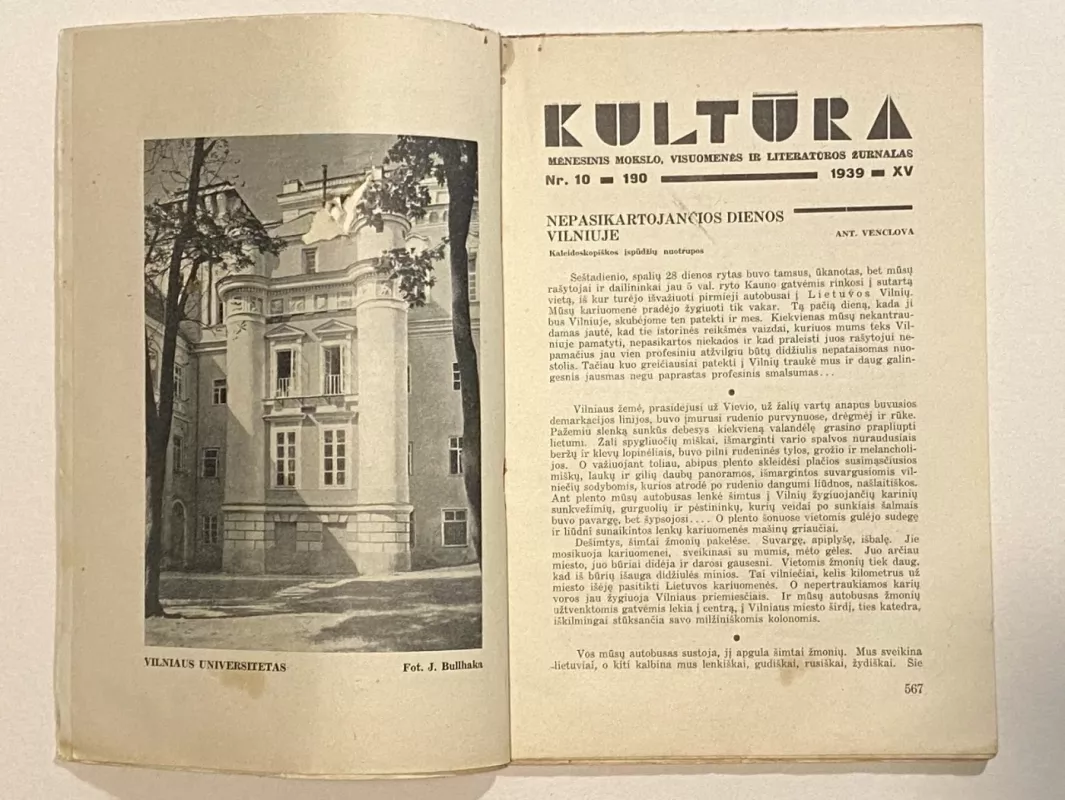 VILNIAUS UNIVERSITETAS
Fot. J. Bullhaka
KULTŪRA
MĖNESINIS MOKSLO, VISUOMENĖS IR LITERATŪROS ŽURNALAS
Nr. 10 — 190 1939 — XV
NEPASIKARTOJANČIOS DIENOS
VILNIUJE
ANT. VENCLOVA
Kaleidoskopiškos įspūdžių nuotrupos
Šeštadienio, spalių 28 dienos rytas buvo tamsus, ūkanotas, bet mūsų
rašytojai ir dailininkai jau 5 val. ryto Kauno gatvėmis rinkosi į sutartą
vietą, iš kur turėjo išvažiuoti pirmieji autobusai į Lietuvos Vilnių.
Mūsų kariuomenė pradėjo žygiuoti tik vakar. Tą pačią dieną, kada ji
bus Vilniuje, skubėjome ten patekti ir mes. Kiekvienas mūsų nekantrau-
damas jautė, kad tie istorinės reikšmės vaizdai, kuriuos mums teks Vil-
niuje pamatyti, nepasikartos niekados ir kad praleisti juos rašytojui ne-
pamačius jau vien profesiniu atžvilgiu būtų didžiulis nepataisomas nuo-
stolis. Tačiau kuo greičiausiai patekti į Vilnių traukė mus ir daug galin-
gesnis jausmas negu paprastas profesinis smalsumas...
Vilniaus žemė, prasidėjusi už Vievio, už žalių vartų anapus buvusios
demarkacijos linijos, buvo įmurusi rudenio purvynuose, drėgmėj ir rūke.
Pažemiu slenką sunkūs debesys kiekvieną valandėlę grasino prapliupti
lietumi. Žali spygliuočių miškai, išmarginti vario spalvos nuraudusiais
beržų ir klevų lopinėliais, buvo pilni rudeninės tylos, grožio ir melancholi-
jos. O važiuojant toliau, abipus plento skleidėsi plačios susimąsčiusios
miškų, laukų ir gilių daubų panoramos, išmargintos suvargusiomis vil-
niečių sodybomis, kurios atrodė po rudenio dangumi liūdnos, našlaitiškos.
Ant plento mūsų autobusas lenkė šimtus į Vilnių žygiuojančių karinių
sunkvežimių, gurguolių ir pėstininkų, kurių veidai po sunkiais šalmais
buvo pavargę, bet šypsojosi.... O plento šonuose vietomis gulėjo sudegę
ir liūdni sunaikintos lenkų kariuomenės mašinų griaučiai.
Dešimtys, šimtai žmonių pakelėse. Suvargę, apiplyšę, išbalę. Jie
mosikuoja kariuomenei, sveikinasi su mumis, mėto gėles. Juo arčiau
miesto, juo būriai didėja ir darosi gausesni. Vietomis žmonių tiek daug,
kad iš būrių išauga didžiulės minios. Tai vilniečiai, kelis kilometrus už
miesto išėję pasitikti Lietuvos kariuomenės. O nepertraukiamos karių
voros jau žygiuoja Vilniaus priemiesčiais. Ir mūsų autobusas žmonių
užtvenktomis gatvėmis lekia į centrą, į Vilniaus miesto širdį, ties katedra,
iškilmingai stūksančia savo milžiniškomis kolonomis.
Vos mūsų autobusas sustoja, jį apgula šimtai žmonių. Mus sveikina
lietuviai, o kiti kalbina mus lenkiškai, gudiškai, rusiškai, žydiškai. Šie
567